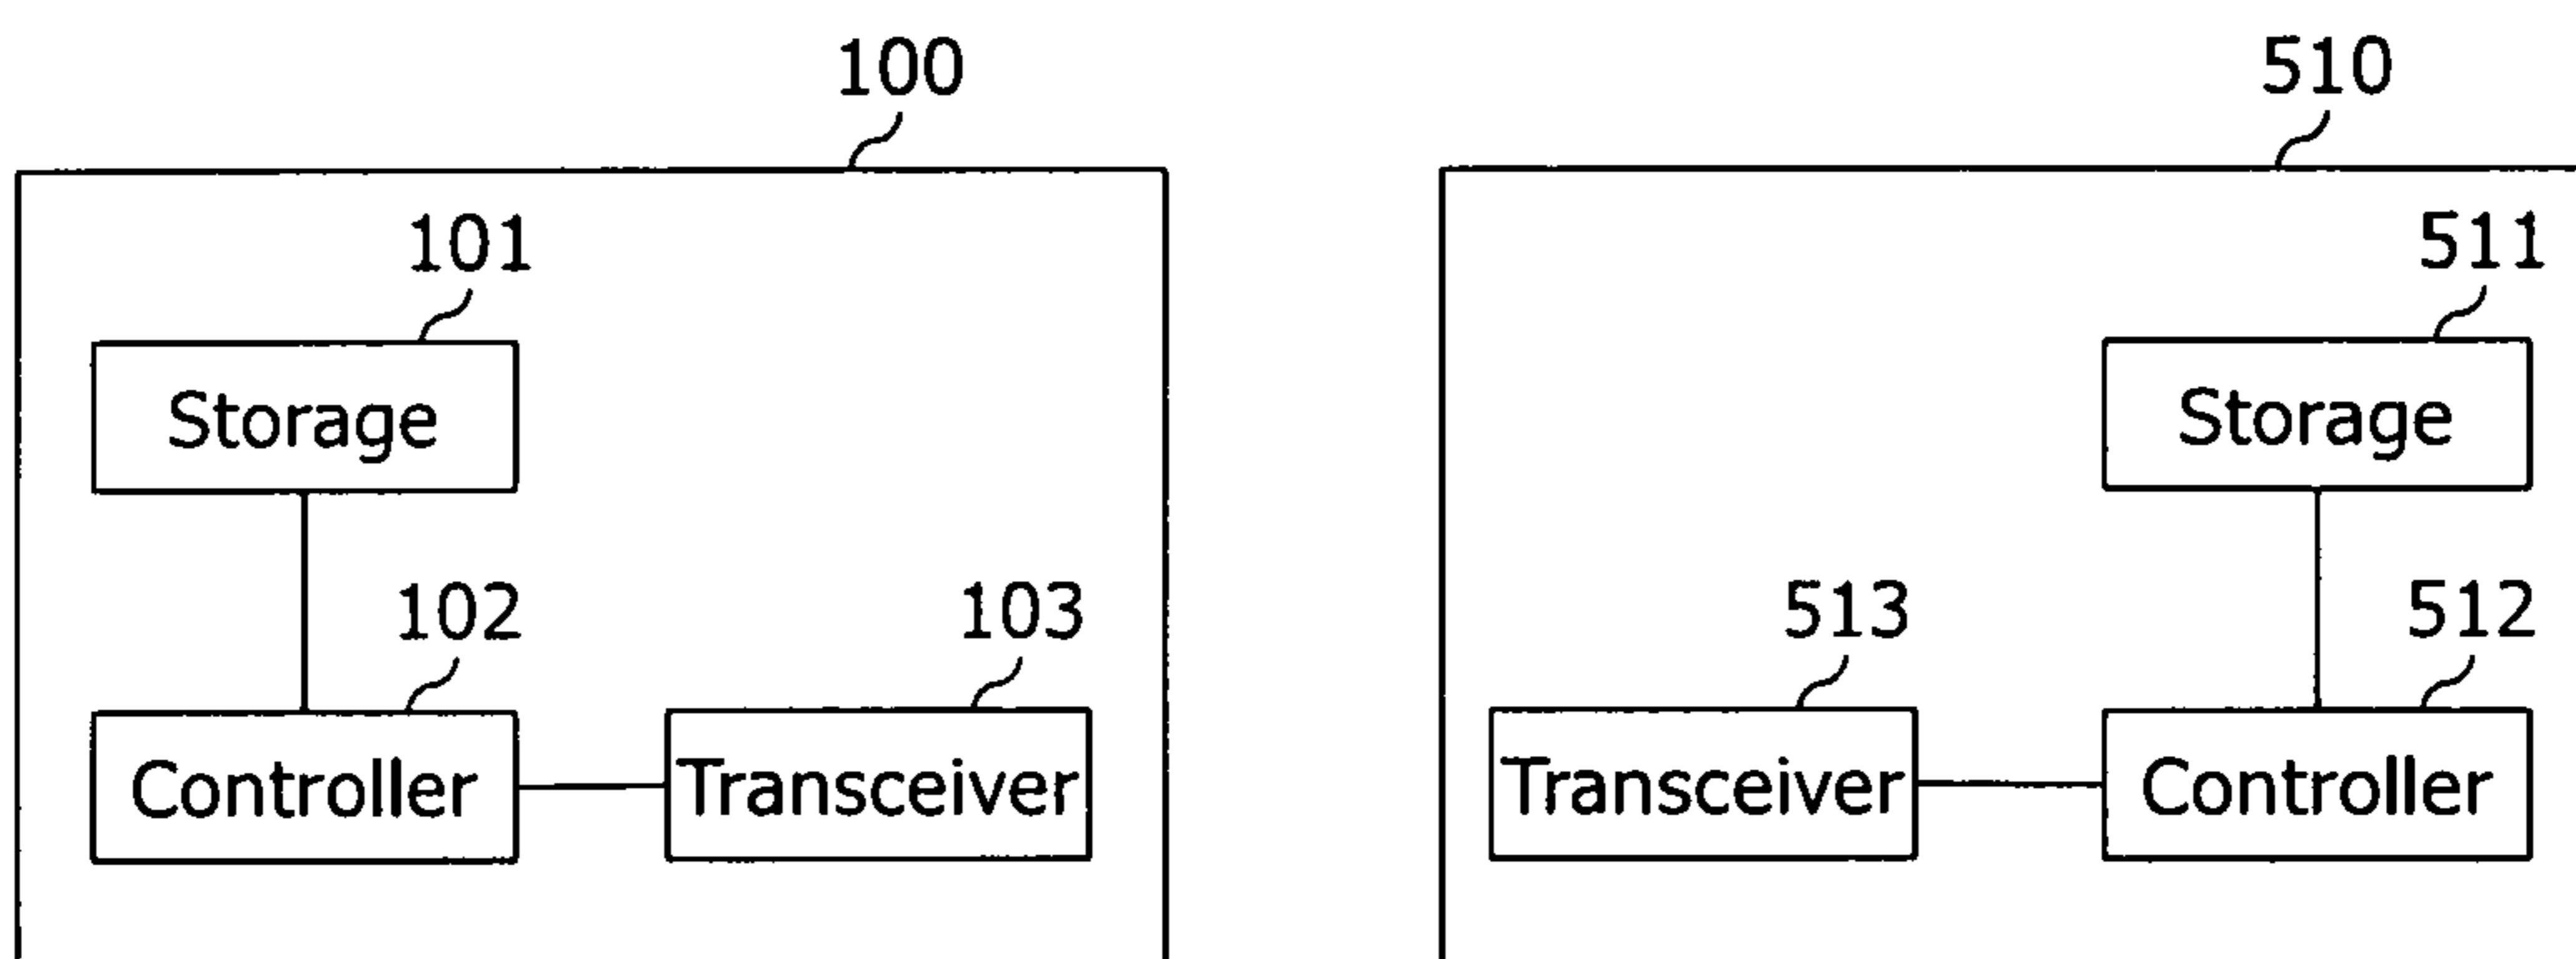 100
510
101
511
Storage
Storage
102
103
513
512
Controller
Transceiver
Transceiver
Controller